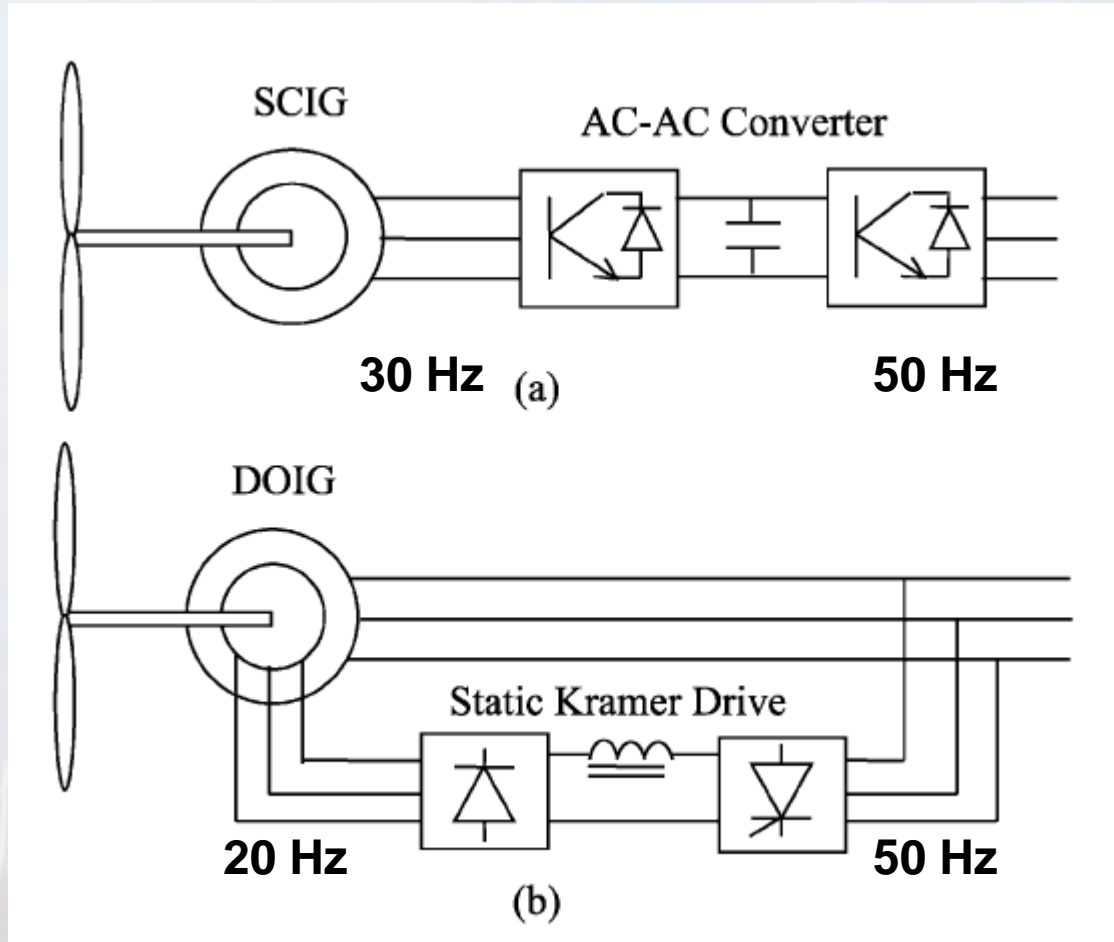 SCIG
AC-AC Converter
30 Hz
(a)
50 Hz
DOIG
Static Kramer Drive
20 Hz
50 Hz
(b)